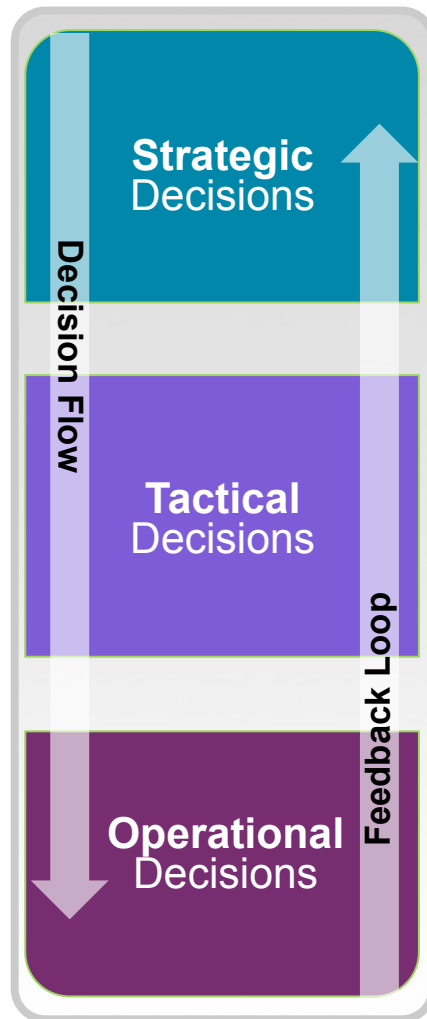 Strategic
Decisions
Decision Flow
Tactical
Decisions
Feedback Loop
Operational
Decisions